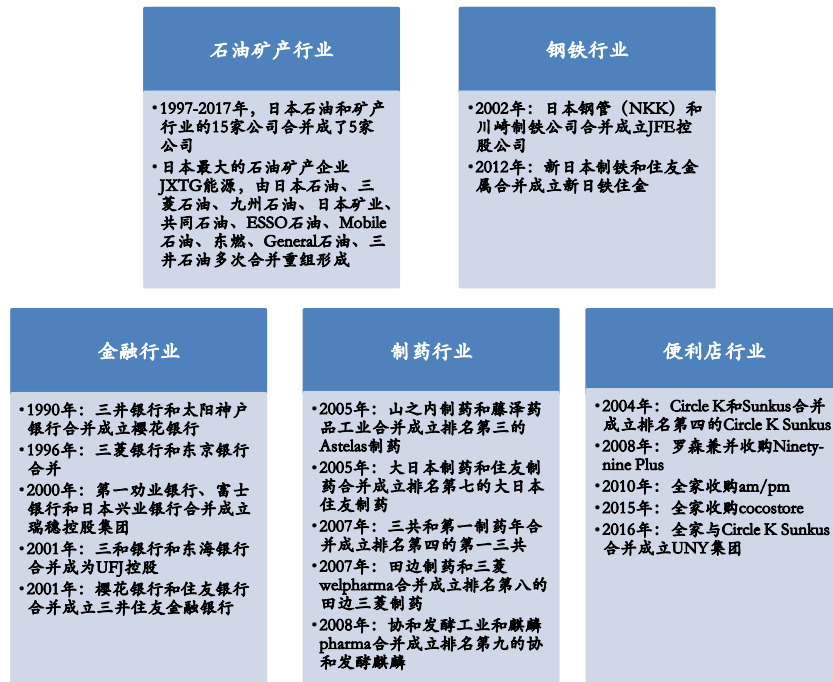 石油矿产行业
•1997-2017年，日本石油和矿产
行业的15家公司合并成了5家
公司
•日本最大的石油矿产企业
JXTG能源，由日本石油、三
菱石油、九州石油、日本矿业、
共同石油、ESSO石油、Mobile
石油、东燃、General石油、三
井石油多次合并重组形成
钢铁行业
•2002年：日本钢管（NKK）和
川崎制铁公司合并成立JFE控
股公司
•2012年：新日本制铁和住友金
属合并成立新日铁住金
金融行业
•1990年：三井银行和太阳神户
银行合并成立樱花银行
•1996年：三菱银行和东京银行
合并
•2000年：第一劝业银行、富士
银行和日本兴业银行合并成立
瑞穗控股集团
•2001年：三和银行和东海银行
合并成为UFJ控股
•2001年：樱花银行和住友银行
合并成立三井住友金融银行
制药行业
•2005年：山之内制药和藤泽药
品工业合并成立排名第三的
Astelas制药
•2005年：大日本制药和住友制
药合并成立排名第七的大日本
住友制药
•2007年：三共和第一制药年合
并成立排名第四的第一三共
•2007年：田边制药和三菱
welpharma合并成立排名第八的
田边三菱制药
•2008年：协和发酵工业和麒麟
pharma合并成立排名第九的协
和发酵麒麟
便利店行业
•2004年：Circle K和Sunkus合并
成立排名第四的Circle K Sunkus
•2008年：罗森兼并收购Ninety-
nine Plus
•2010年：全家收购am/pm
•2015年：全家收购cocostore
•2016年：全家与Circle K Sunkus
合并成立UNY集团